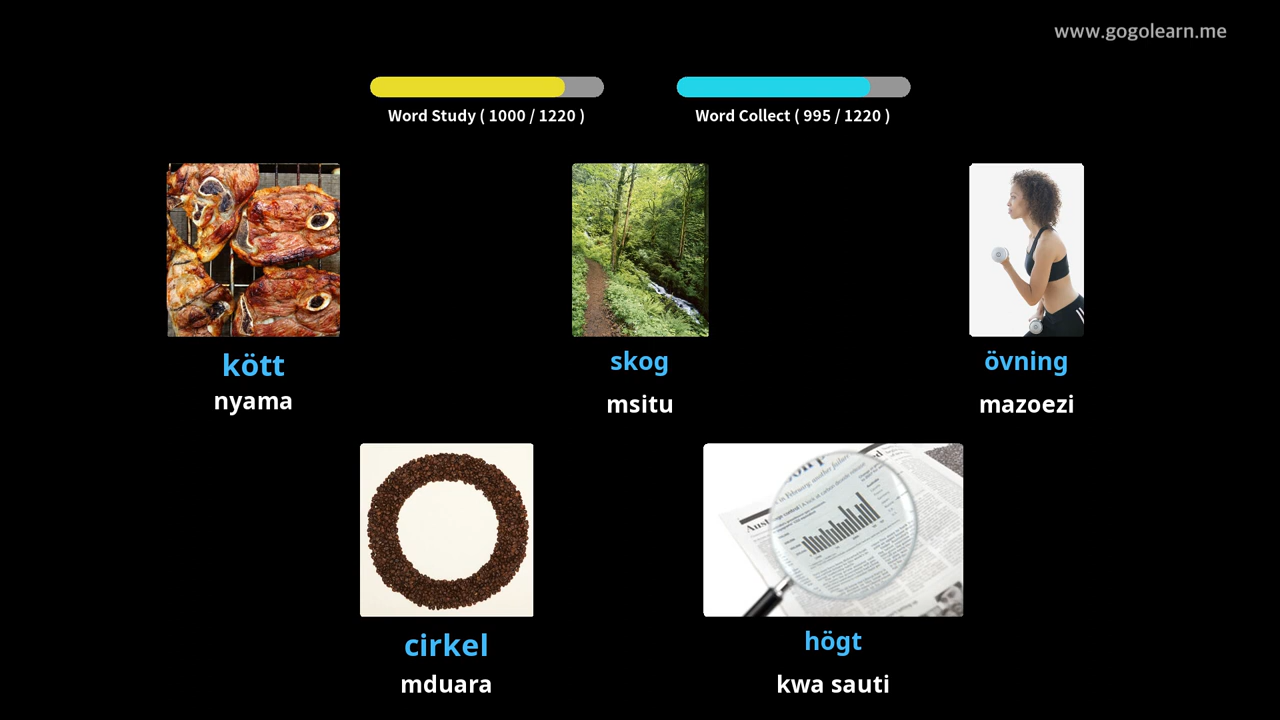 www.gogolearn.me
Word Study ( 1000 / 1220 )
Word Collect ( 995 / 1220 )
kött
nyama
skog
msitu
övning
mazoezi
cirkel
mduara
högt
kwa sauti